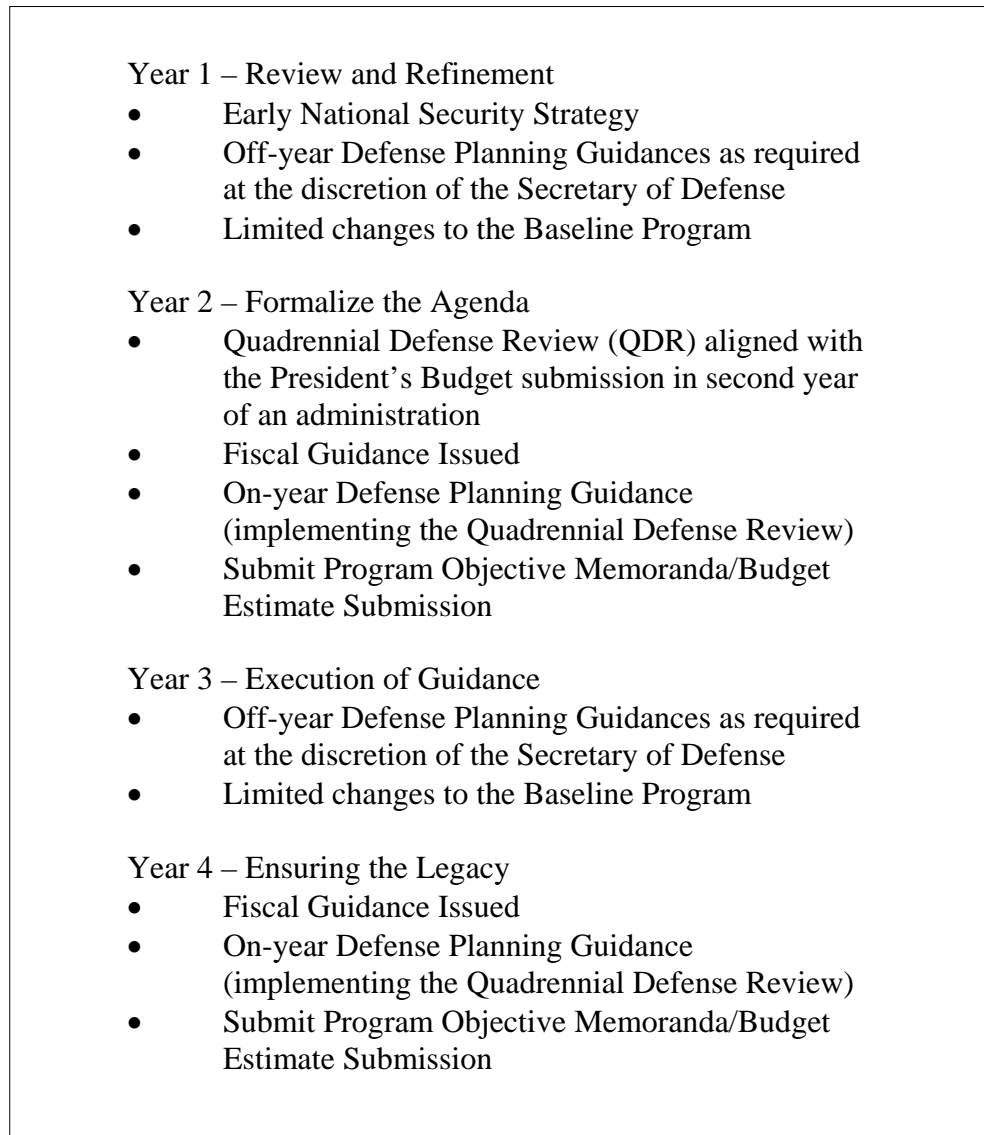 Year 1 – Review and Refinement
• Early National Security Strategy
• Off-year Defense Planning Guidances as required
at the discretion of the Secretary of Defense
• Limited changes to the Baseline Program
Year 2 – Formalize the Agenda
• Quadrennial Defense Review (QDR) aligned with
the President’s Budget submission in second year
of an administration
• Fiscal Guidance Issued
• On-year Defense Planning Guidance
(implementing the Quadrennial Defense Review)
• Submit Program Objective Memoranda/Budget
Estimate Submission
Year 3 – Execution of Guidance
• Off-year Defense Planning Guidances as required
at the discretion of the Secretary of Defense
• Limited changes to the Baseline Program
Year 4 – Ensuring the Legacy
• Fiscal Guidance Issued
• On-year Defense Planning Guidance
(implementing the Quadrennial Defense Review)
• Submit Program Objective Memoranda/Budget
Estimate Submission